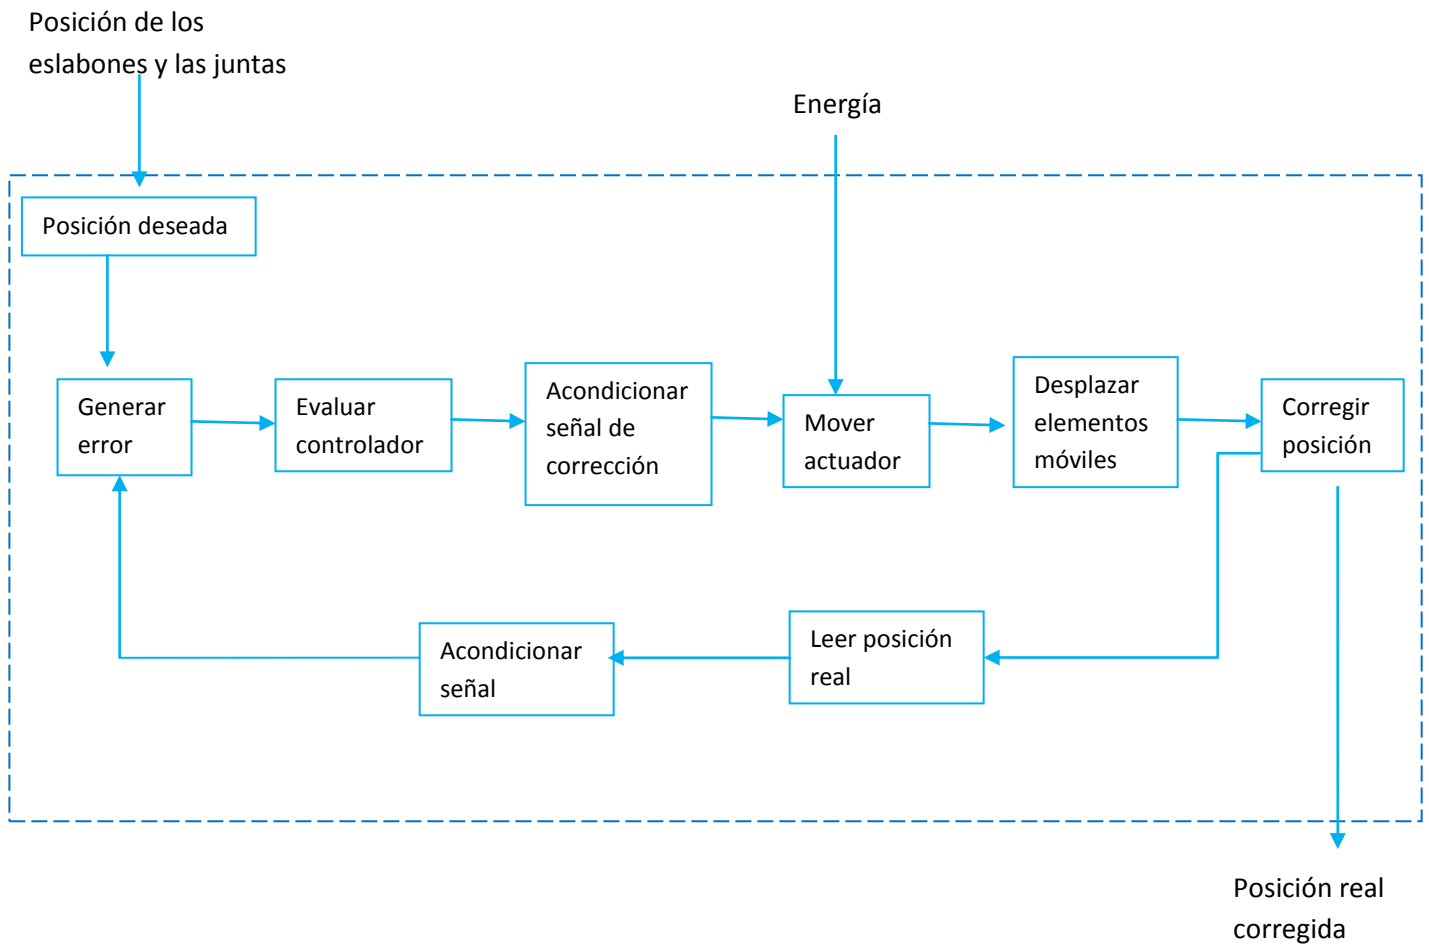 Posición de los
eslabones y las juntas
Energía
Posición deseada
Generar
error
Evaluar
controlador
Acondicionar
señal de
corrección
Mover
actuador
Desplazar
elementos
móviles
Corregir
posición
Acondicionar
señal
Leer posición
real
Posición real
corregida